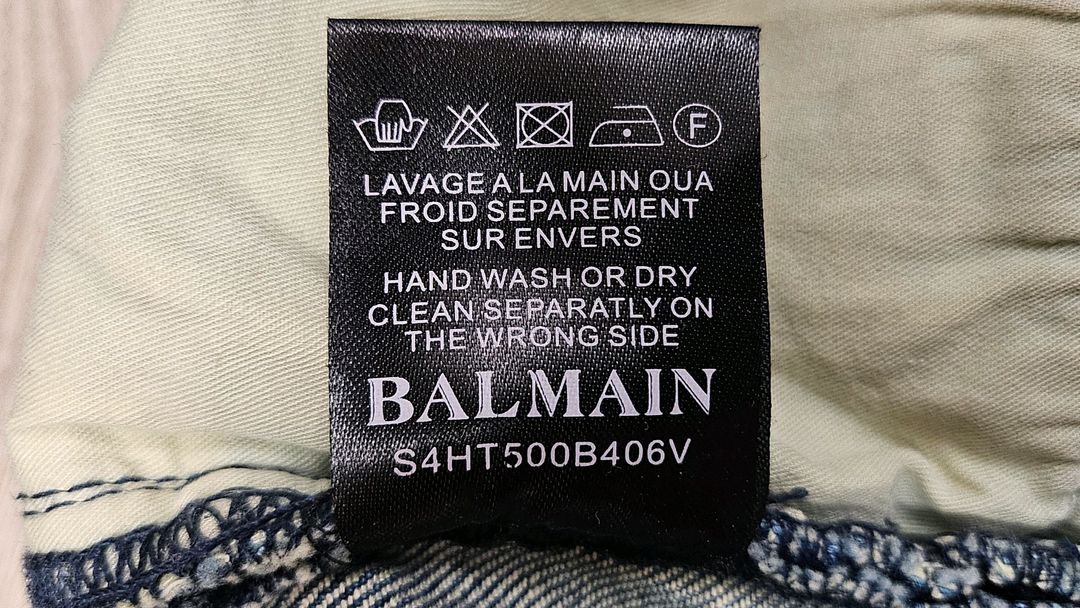 F
LAVAGE A LA MAIN OUA
FROID SEPAREMENT
SUR ENVERS
HAND WASH OR DRY
CLEAN SEPARATLY ON
THE WRONG SIDE
BALMAIN
S4HT500B406V